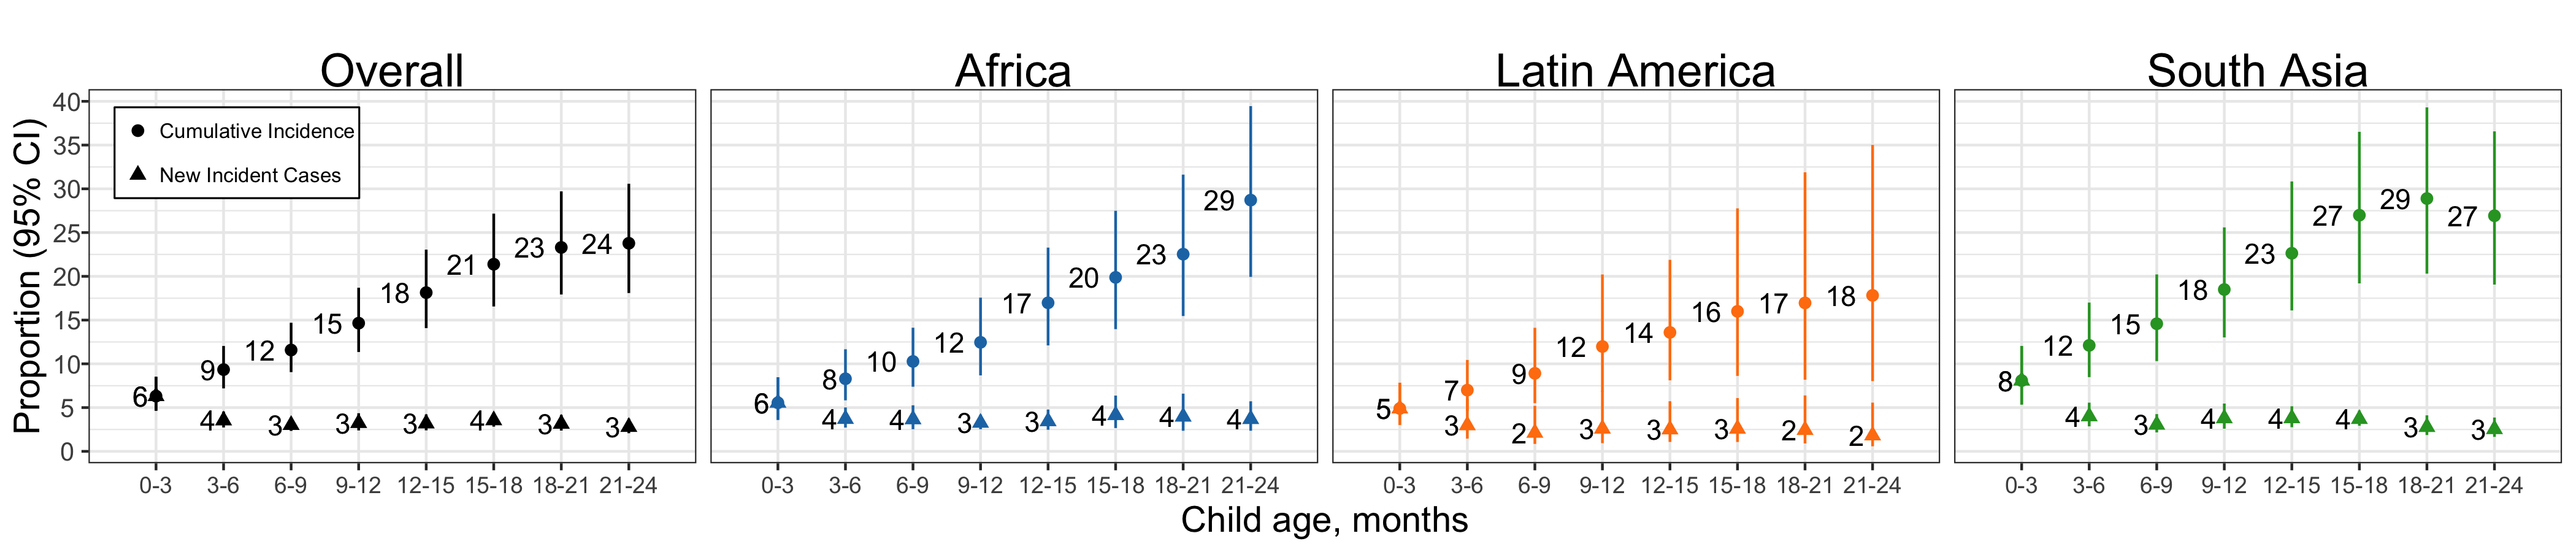 Overall Africa Latin America South Asia
Proportion (95% CI)
40
35
30
25
20
15
10
5
0
Cumulative Incidence
New Incident Cases
6 9 12 15 18 21 23 24
4 3 3 3 4 3 3
6 8 10 12 17 20 23 29
4 4 3 3 4 4 4
5 7 9 12 14 16 17 18
3 2 3 3 3 2 2
8 12 15 18 23 27 29 27
4 3 4 4 4 3 3
0-3 3-6 6-9 9-12 12-15 15-18 18-21 21-24
0-3 3-6 6-9 9-12 12-15 15-18 18-21 21-24
0-3 3-6 6-9 9-12 12-15 15-18 18-21 21-24
0-3 3-6 6-9 9-12 12-15 15-18 18-21 21-24
Child age, months